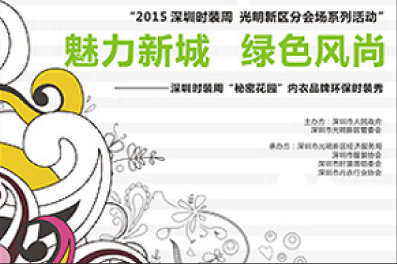 “2015 深圳时装周 光明新区分会场系列活动”
魅力新城 绿色风尚
————深圳时装周“秘密花园”内衣品牌环保时装秀
主办方：深圳市人民政府
深圳市光明新区管委会
承办方：深圳市光明新区经济服务局
深圳市服装协会
深圳市时装周组委会
深圳市内衣行业协会